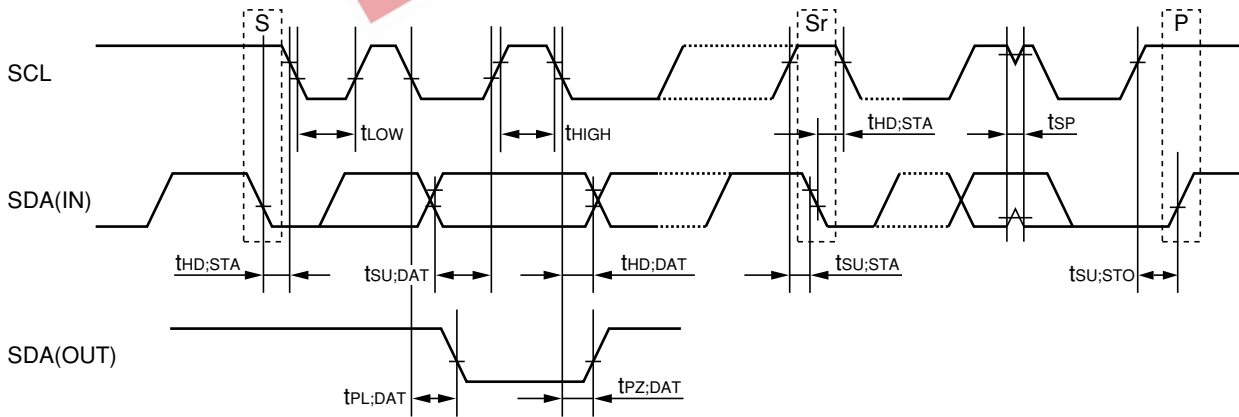 S Sr P
SCL
tLOW tHIGH tHD;STA tSP
SDA(IN)
tHD;STA tSU;DAT tHD;DAT tSU;STA tSU;STO
SDA(OUT)
tPL;DAT tPZ;DAT